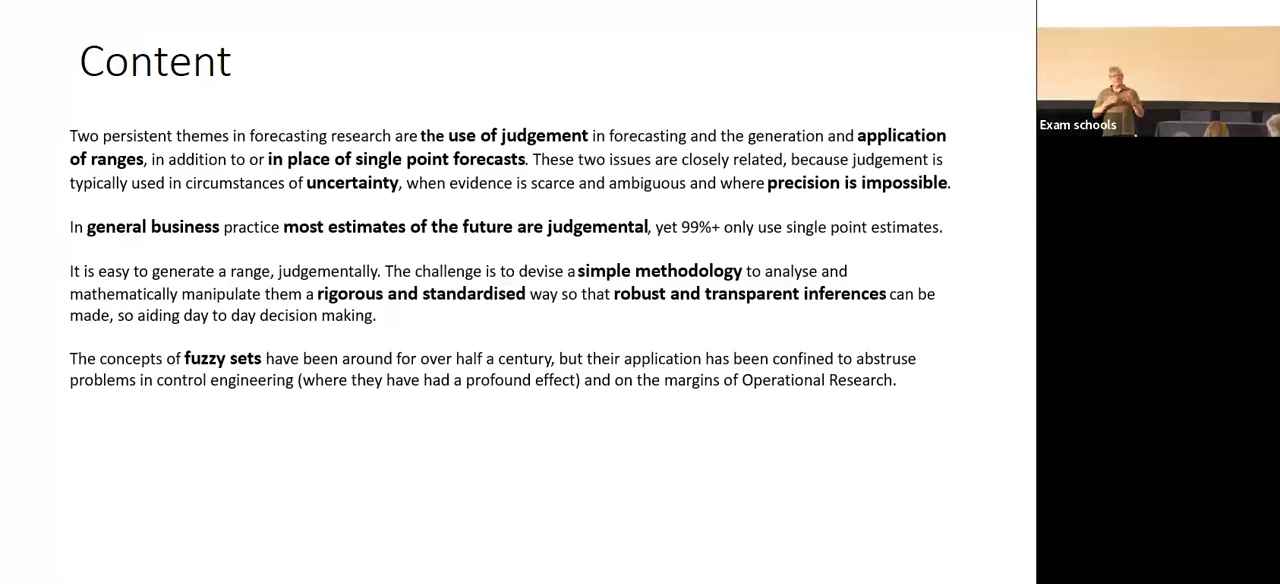 Content
Two persistent themes in forecasting research are the use of judgement in forecasting and the generation and application
of ranges, in addition to or in place of single point forecasts. These two issues are closely related, because judgement is
typically used in circumstances of uncertainty, when evidence is scarce and ambiguous and where precision is impossible.
In general business practice most estimates of the future are judgemental, yet 99%+ only use single point estimates.
It is easy to generate a range, judgementally. The challenge is to devise a simple methodology to analyse and
mathematically manipulate them a rigorous and standardised way so that robust and transparent inferences can be
made, so aiding day to day decision making.
The concepts of fuzzy sets have been around for over half a century, but their application has been confined to abstruse
problems in control engineering (where they have had a profound effect) and on the margins of Operational Research.
Exam schools